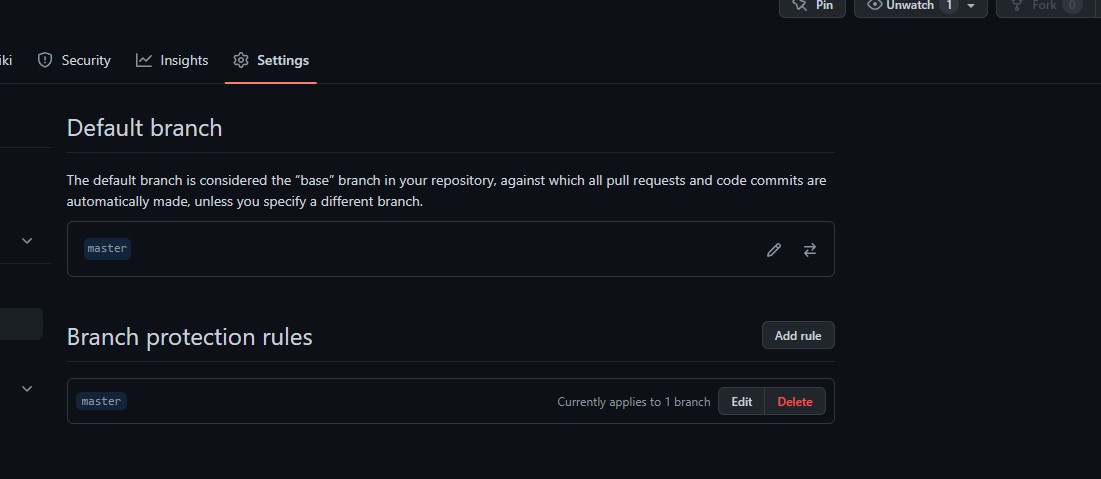 Pin
Unwatch 1
Fork 0
iki
Security
Insights
Settings
Default branch
The default branch is considered the “base” branch in your repository, against which all pull requests and code commits are
automatically made, unless you specify a different branch.
master
Branch protection rules
Add rule
master
Currently applies to 1 branch
Edit
Delete